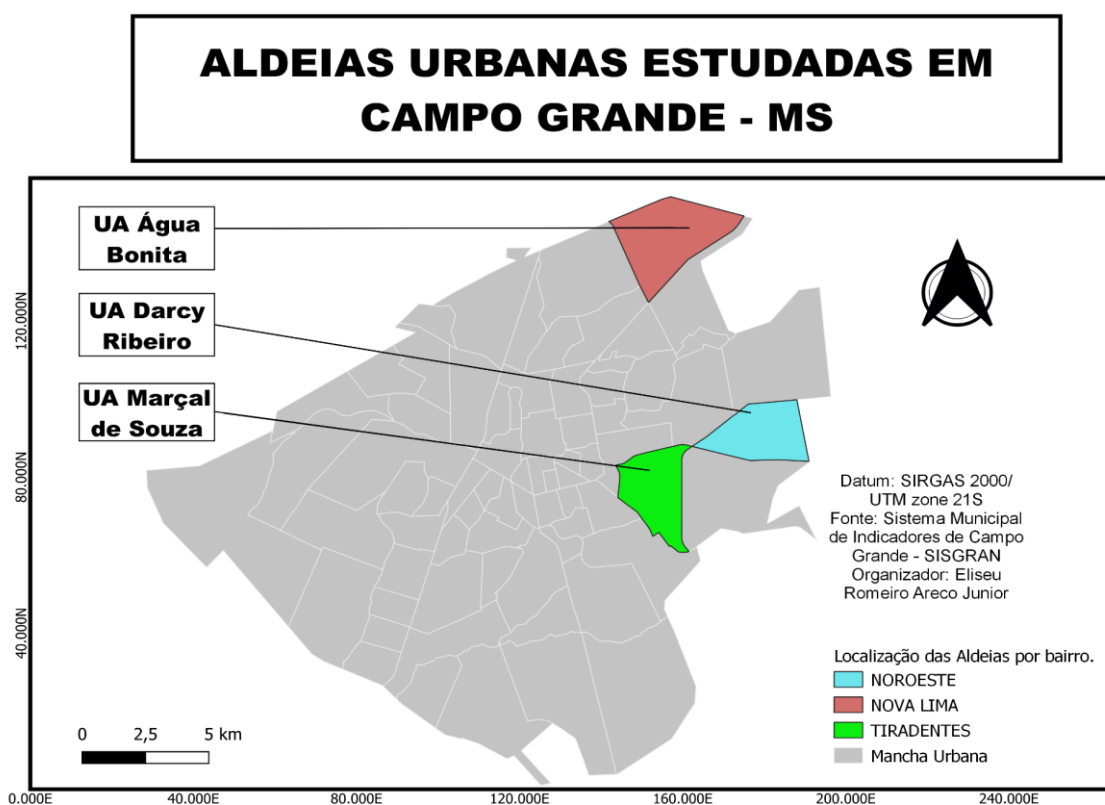 ALDEIAS URBANAS ESTUDADAS EM
CAMPO GRANDE - MS
UA Água
Bonita
UA Darcy
Ribeiro
UA Marçal
de Souza
120.000N
80.000N
40.000N
Datum: SIRGAS 2000/
UTM zone 21S
Fonte: Sistema Municipal
de Indicadores de Campo
Grande - SISGRAN
Organizador: Eliseu
Romeiro Areco Junior
Localização das Aldeias por bairro.
NOROESTE
NOVA LIMA
TIRADENTES
Mancha Urbana
0 2,5 5 km
0.000E 40.000E 80.000E 120.000E 160.000E 200.000E 240.000E